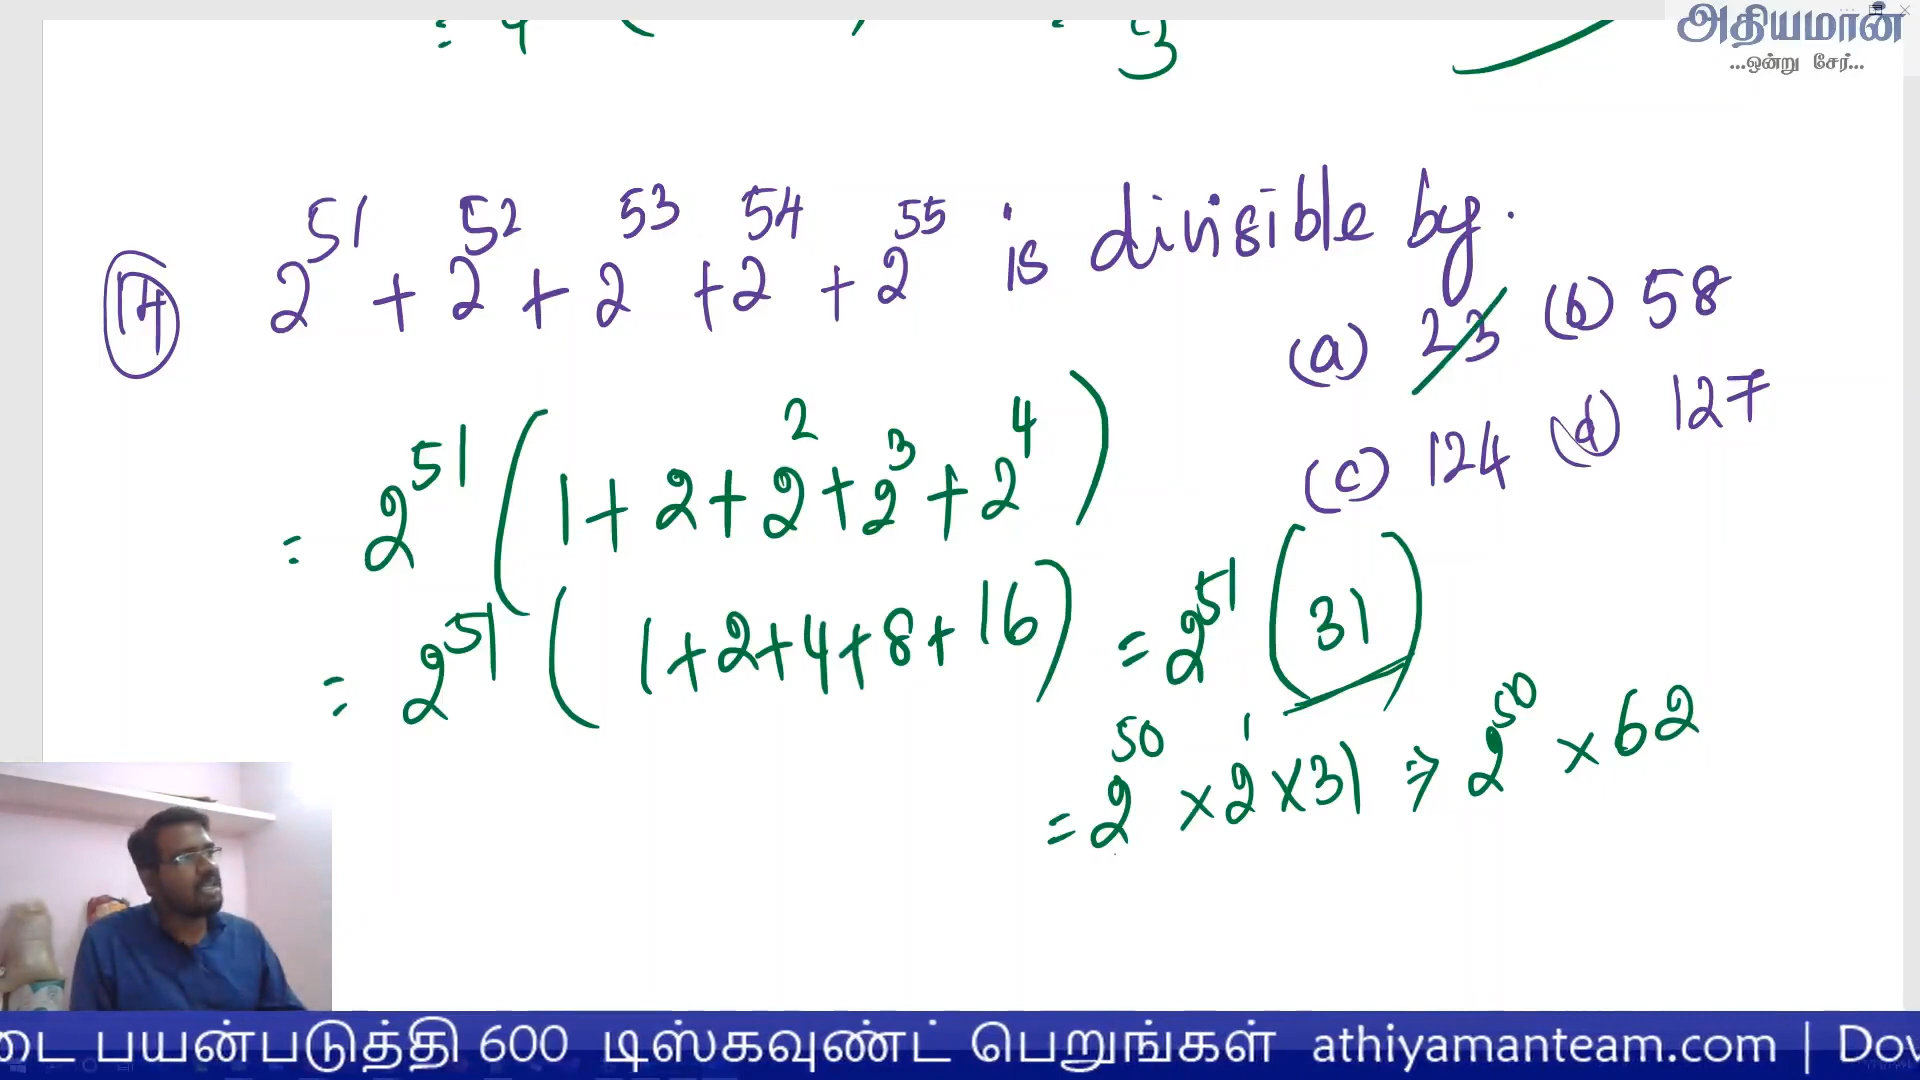 அதியமான்
...ஒன்று சேர்...
3
14 2^51 + 2^52 + 2^53 + 2^54 + 2^55 is divisible by.
(a) 23 (b) 58
(c) 124 (d) 127
= 2^51 (1 + 2 + 2^2 + 2^3 + 2^4)
= 2^51 (1+2+4+8+16) = 2^51 (31)
= 2^50 × 2^1 × 31 ⇒ 2^50 × 62
டை பயன்படுத்தி 600 டிஸ்கவுண்ட் பெறுங்கள் athiyamanteam.com | Dov